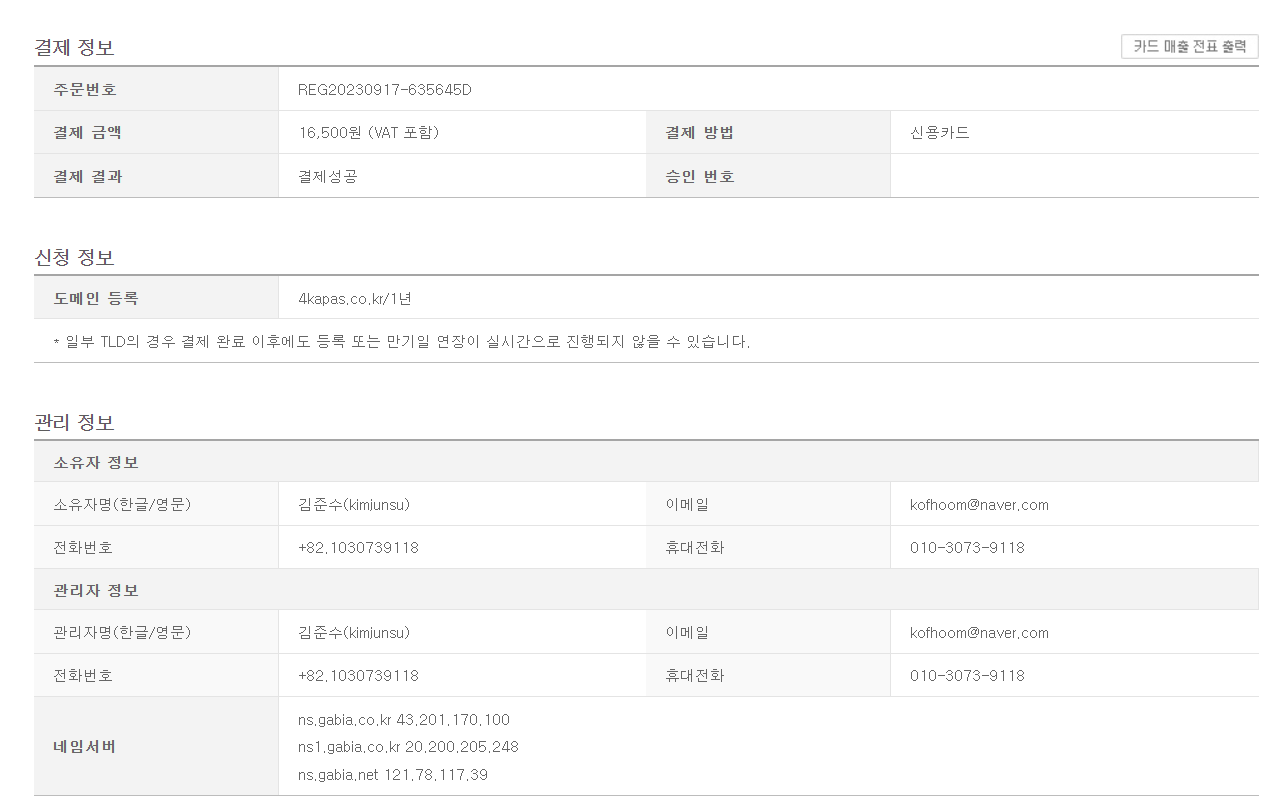 결제 정보
카드 매출 전표 출력
주문번호 REG20230917-635645D
결제 금액 16,500원 (VAT 포함) 결제 방법 신용카드
결제 결과 결제성공 승인 번호
신청 정보
도메인 등록 4kapas.co.kr/1년
* 일부 TLD의 경우 결제 완료 이후에도 등록 또는 만기일 연장이 실시간으로 진행되지 않을 수 있습니다.
관리 정보
소유자 정보
소유자명(한글/영문) 김준수(kimjunsu) 이메일 kofhoom@naver.com
전화번호 +82.1030739118 휴대전화 010-3073-9118
관리자 정보
관리자명(한글/영문) 김준수(kimjunsu) 이메일 kofhoom@naver.com
전화번호 +82.1030739118 휴대전화 010-3073-9118
네임서버 ns.gabia.co.kr 43.201.170.100
ns1.gabia.co.kr 20.200.205.248
ns.gabia.net 121.78.117.39